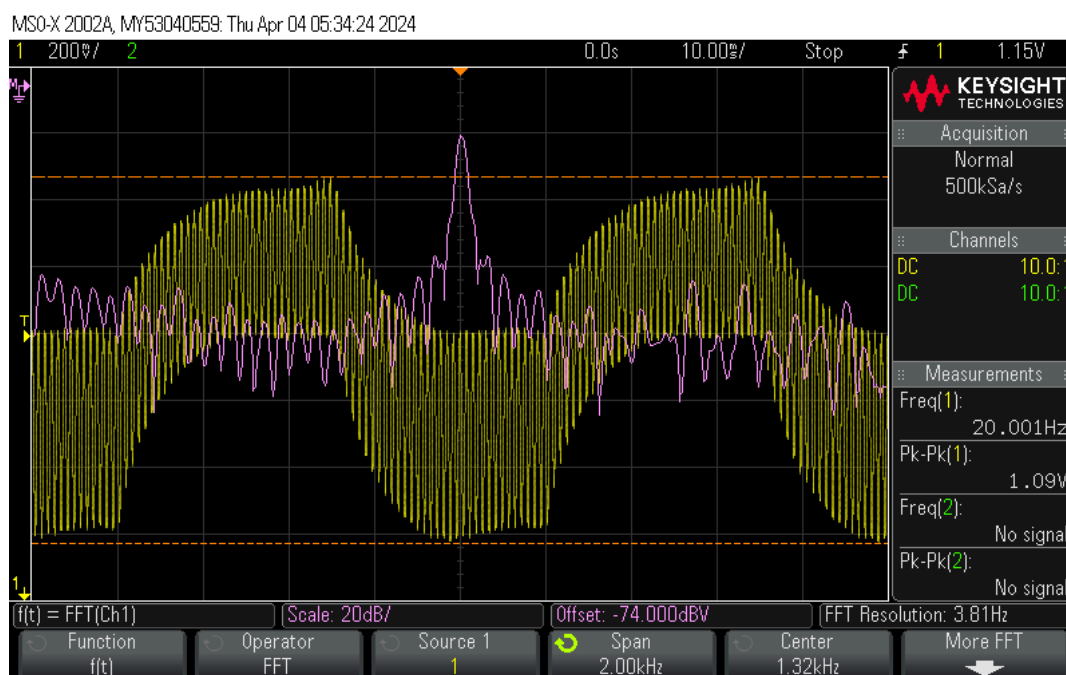 MSO-X 2002A, MY53040559: Thu Apr 04 05:34:24 2024
1 200mV/ 2 0.0s 10.00ms/ Stop 1 1.15V
M
KEYSIGHT
TECHNOLOGIES
Acquisition
Normal
500kSa/s
Channels
DC 10.0:1
DC 10.0:1
T
Measurements
Freq(1):
20.001Hz
Pk-Pk(1):
1.09V
Freq(2):
No signal
Pk-Pk(2):
No signal
1
f(t) = FFT(Ch1) Scale: 20dB/ Offset: -74.000dBV FFT Resolution: 3.81Hz
Function Operator Source 1 Span Center More FFT
f(t) FFT 1 2.00kHz 1.32kHz